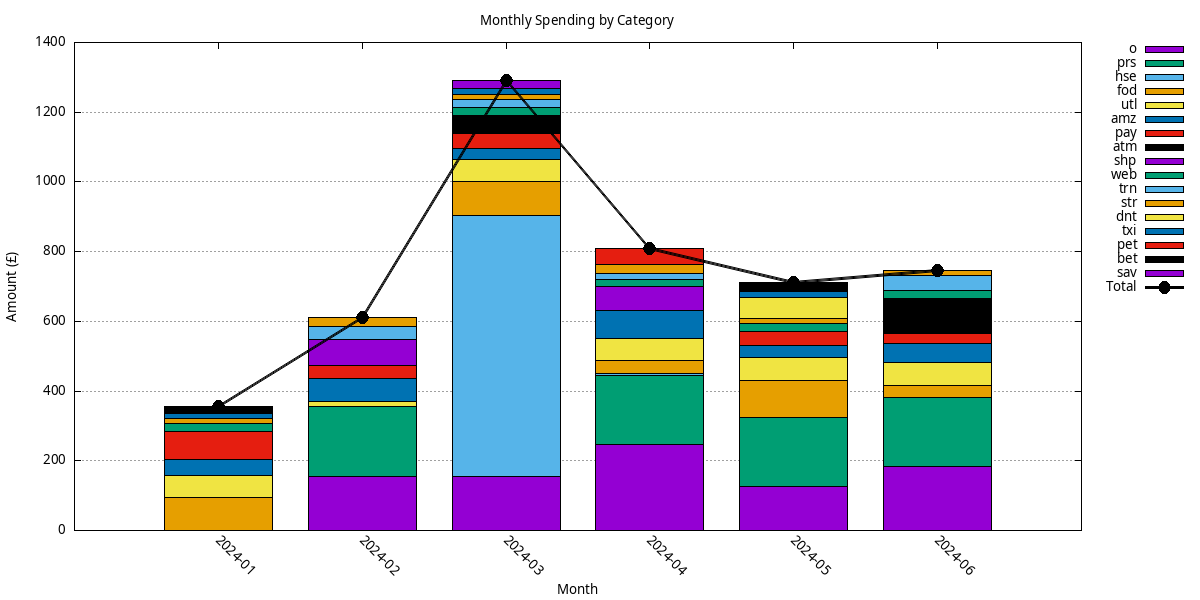 Monthly Spending by Category
Amount (£)
1400
1200
1000
800
600
400
200
0
2024-01
2024-02
2024-03
2024-04
2024-05
2024-06
Month
o
prs
hse
fod
utl
amz
pay
atm
shp
web
trn
str
dnt
txi
pet
bet
sav
Total